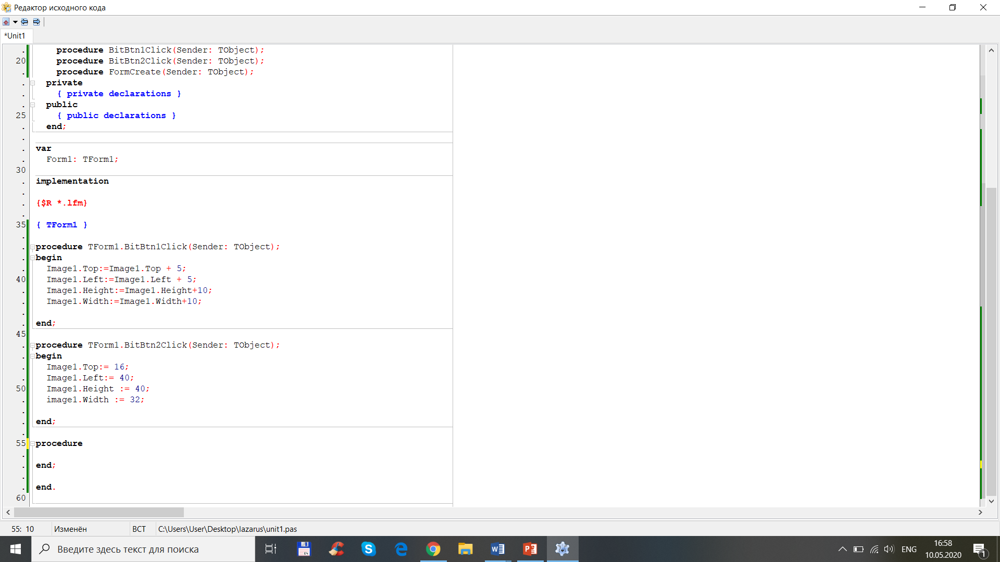 Редактор исходного кода
*Unit1
. procedure BitBtn1Click(Sender: TObject);
20 procedure BitBtn2Click(Sender: TObject);
. procedure FormCreate(Sender: TObject);
. private
. { private declarations }
. public
25 { public declarations }
. end;
.
. var
. Form1: TForm1;
30
. implementation
.
. {$R *.lfm}
.
35 { TForm1 }
.
. procedure TForm1.BitBtn1Click(Sender: TObject);
. begin
. Image1.Top:=Image1.Top + 5;
40 Image1.Left:=Image1.Left + 5;
. Image1.Height:=Image1.Height+10;
. Image1.Width:=Image1.Width+10;
.
. end;
45
. procedure TForm1.BitBtn2Click(Sender: TObject);
. begin
. Image1.Top:= 16;
. Image1.Left:= 40;
50 Image1.Height := 40;
. image1.Width := 32;
.
. end;
.
55 procedure
.
. end;
.
. end.
60
55: 10 Изменён ВСТ C:\Users\User\Desktop\lazarus\unit1.pas
Введите здесь текст для поиска
64
ENG
16:58
10.05.2020
1